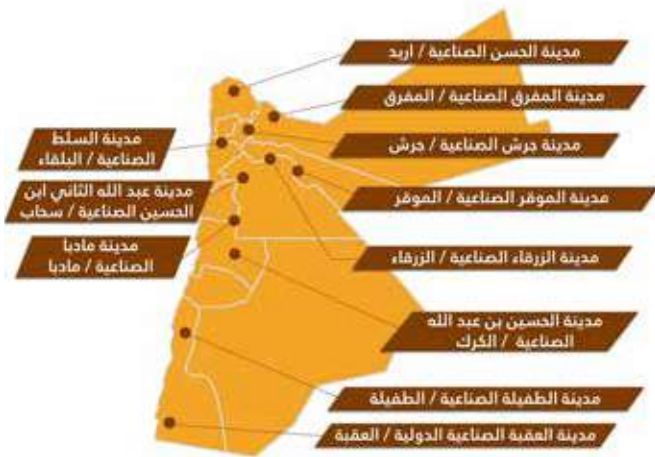 مدينة الحسن الصناعية / اربد
مدينة المفرق الصناعية / المفرق
مدينة جرش الصناعية / جرش
مدينة الموقر الصناعية / الموقر
مدينة الزرقاء الصناعية / الزرقاء
مدينة الحسين بن عبد الله
الصناعية / الكرك
مدينة الطفيلة الصناعية / الطفيلة
مدينة العقبة الصناعية الدولية / العقبة
مدينة السلط
الصناعية / البلقاء
مدينة عبد الله الثاني ابن
الحسين الصناعية / سحاب
مدينة مادبا
الصناعية / مادبا